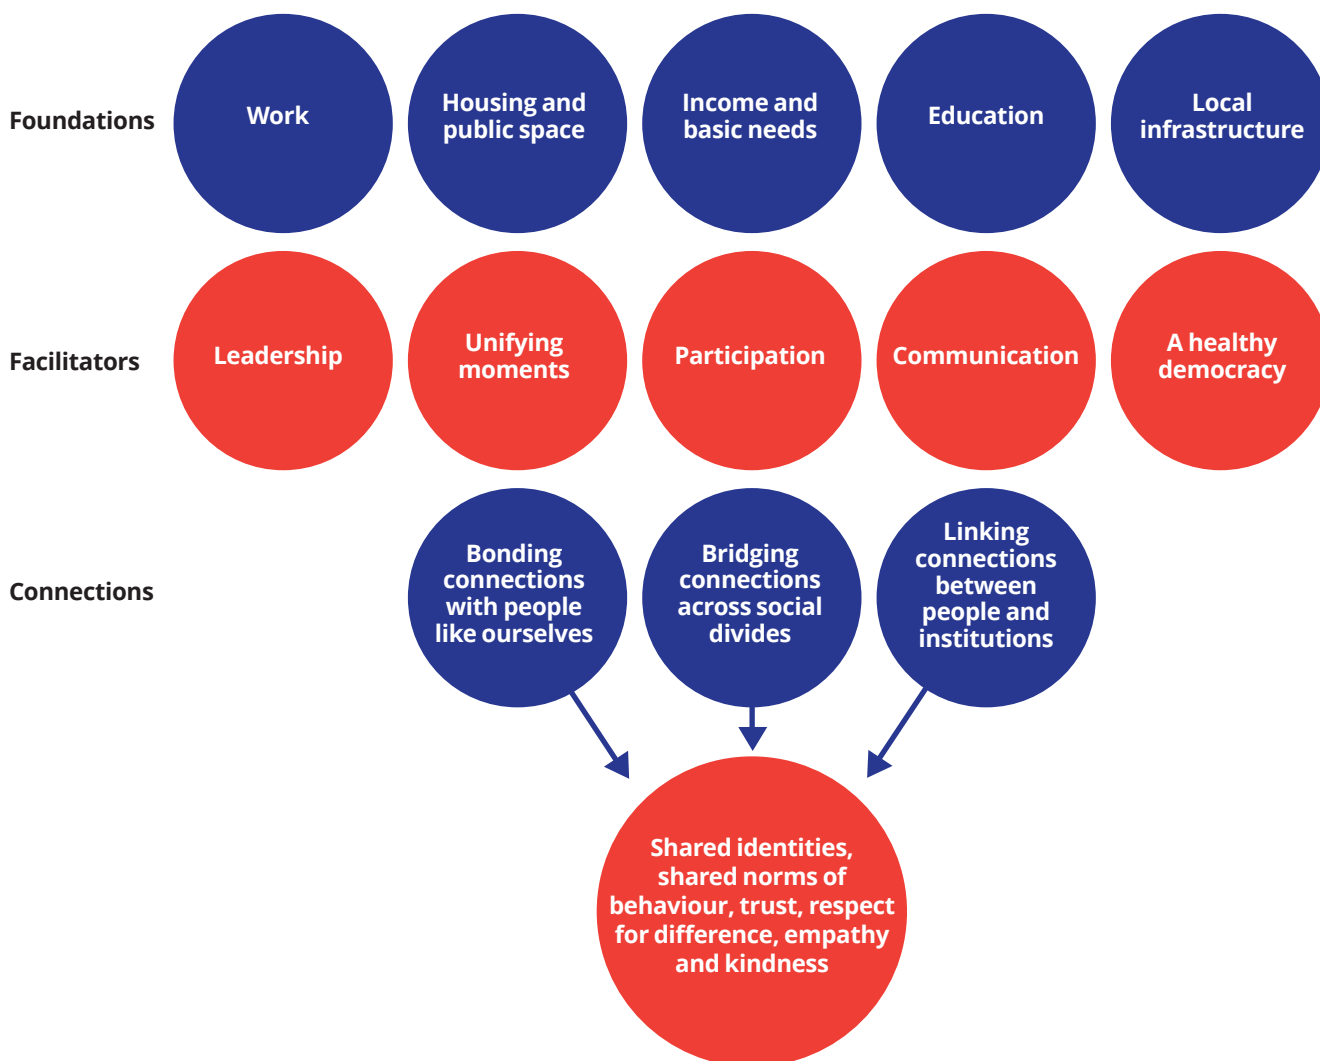 Foundations
Work
Housing and
public space
Income and
basic needs
Education
Local
infrastructure
Facilitators
Leadership
Unifying
moments
Participation
Communication
A healthy
democracy
Connections
Bonding
connections
with people
like ourselves
Bridging
connections
across social
divides
Linking
connections
between
people and
institutions
Shared identities,
shared norms of
behaviour, trust, respect
for difference, empathy
and kindness